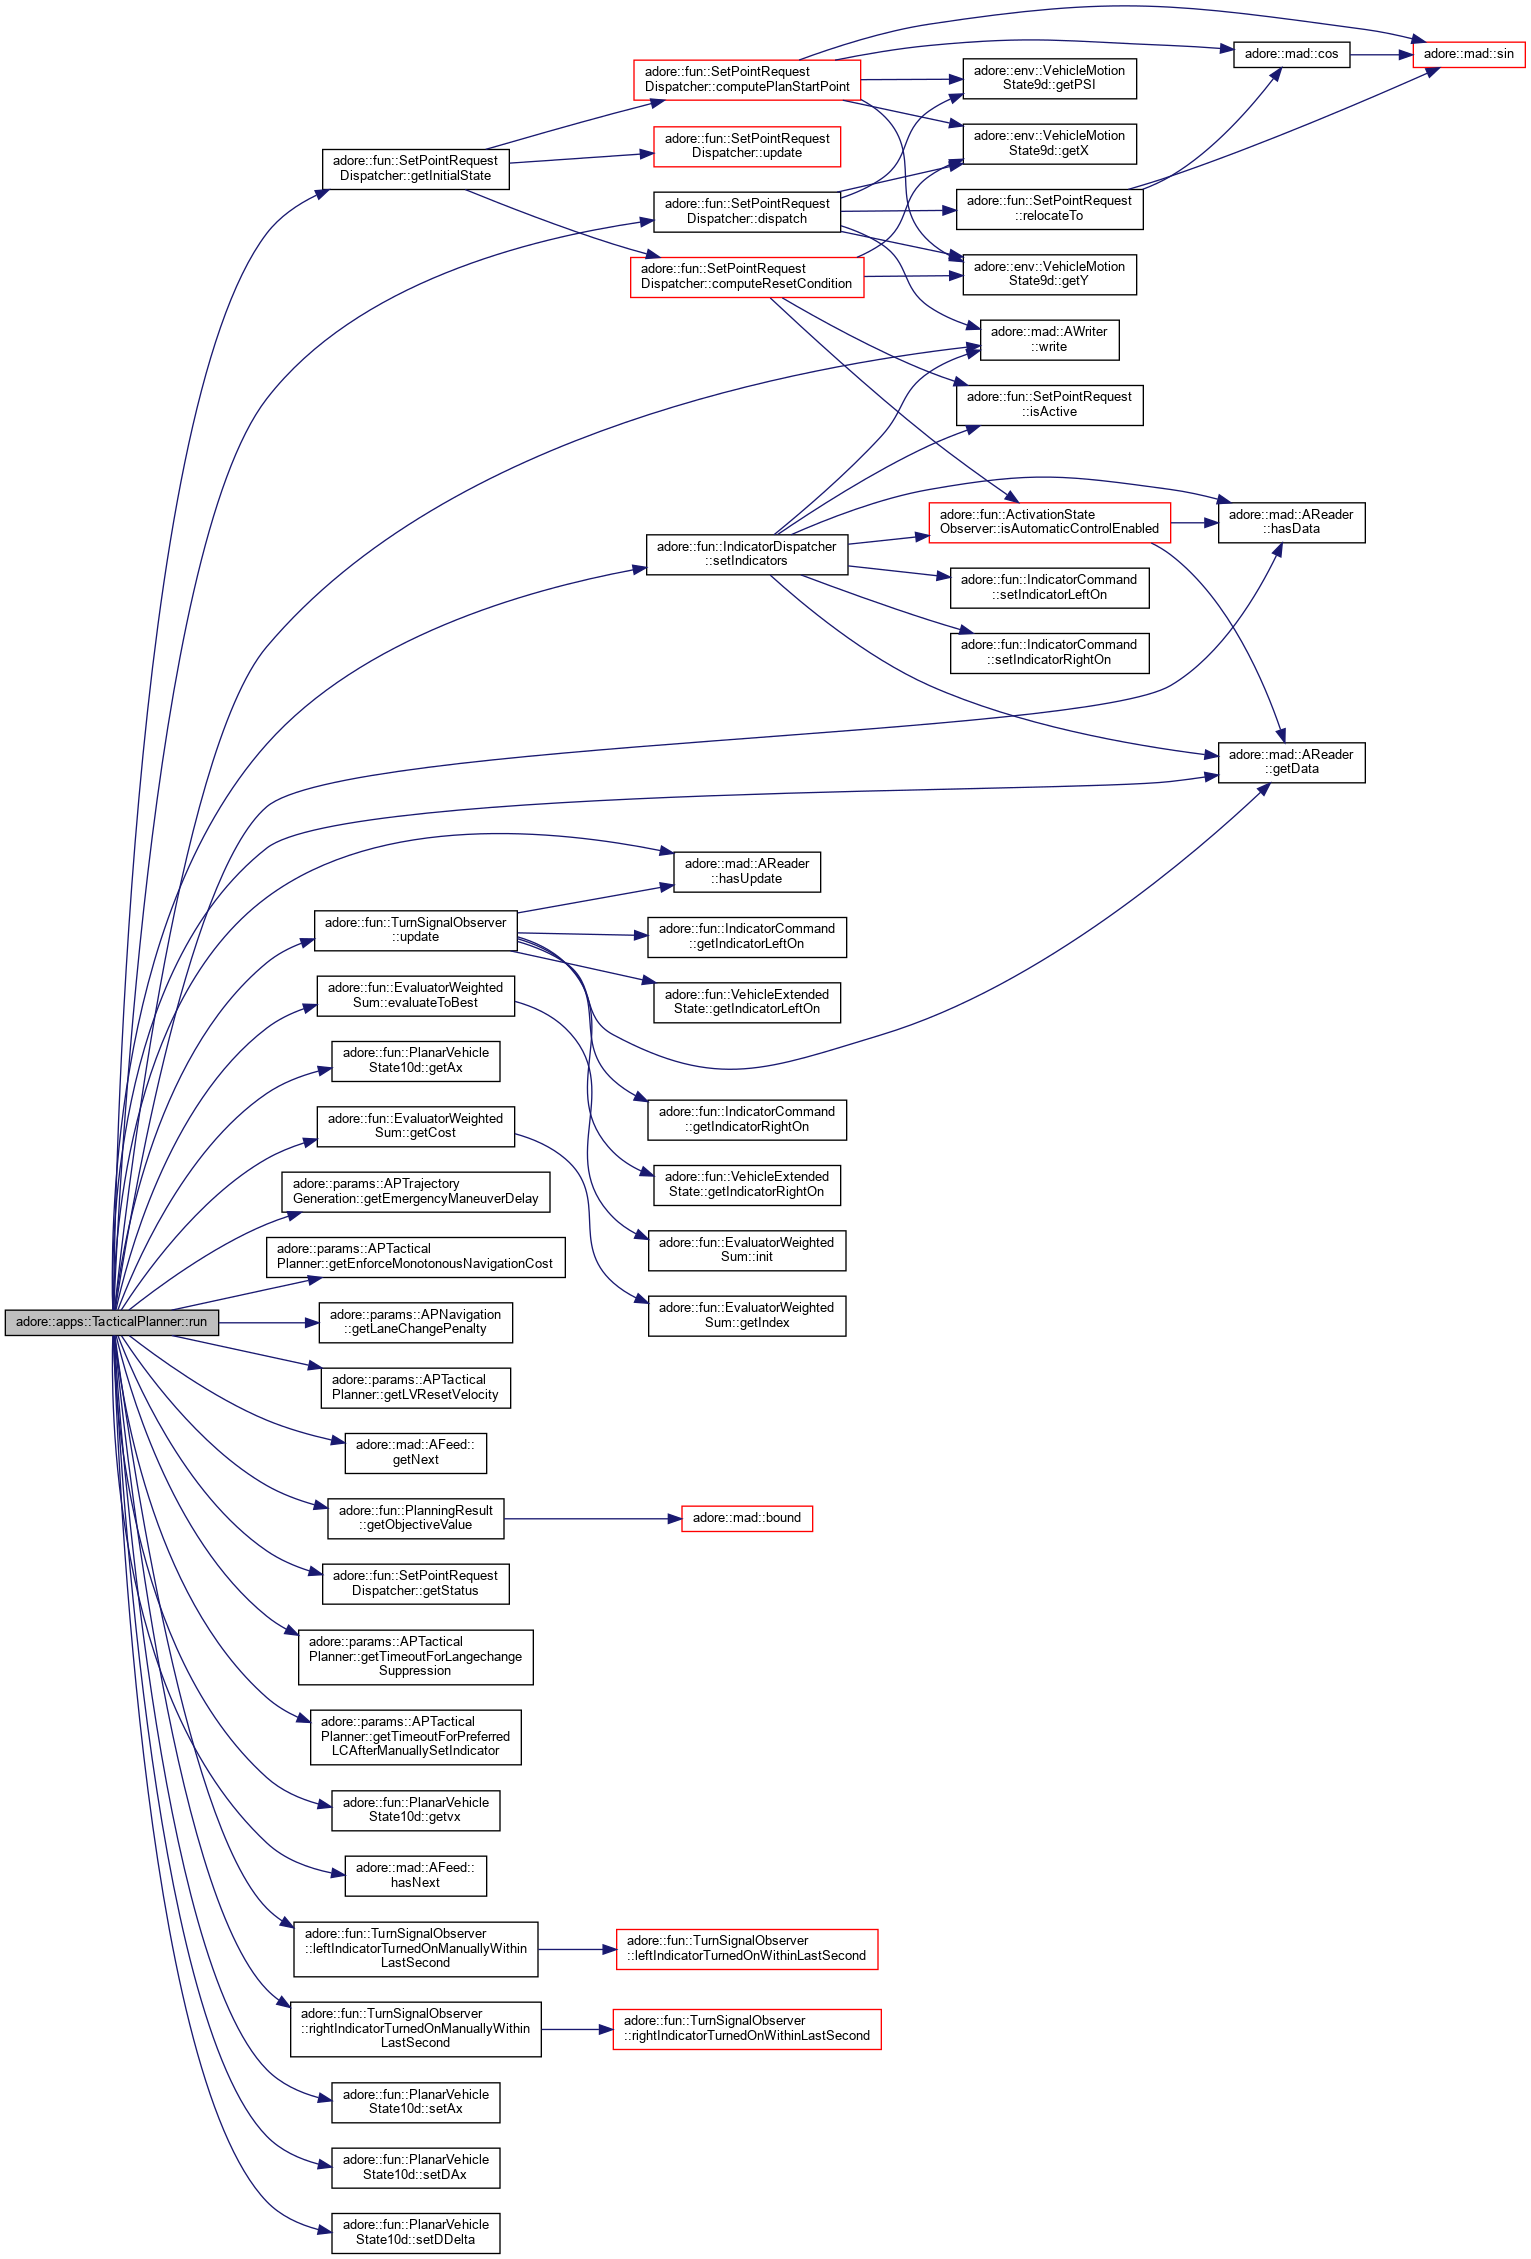 adore::fun::SetPointRequest
Dispatcher::computePlanStartPoint
adore::mad::cos
adore::mad::sin
adore::env::VehicleMotion
State9d::getPSI
adore::fun::SetPointRequest
Dispatcher::update
adore::env::VehicleMotion
State9d::getX
adore::fun::SetPointRequest
Dispatcher::getInitialState
adore::fun::SetPointRequest
Dispatcher::dispatch
adore::fun::SetPointRequest
::relocateTo
adore::fun::SetPointRequest
Dispatcher::computeResetCondition
adore::env::VehicleMotion
State9d::getY
adore::mad::AWriter
::write
adore::fun::SetPointRequest
::isActive
adore::fun::ActivationState
Observer::isAutomaticControlEnabled
adore::mad::AReader
::hasData
adore::fun::IndicatorDispatcher
::setIndicators
adore::fun::IndicatorCommand
::setIndicatorLeftOn
adore::fun::IndicatorCommand
::setIndicatorRightOn
adore::mad::AReader
::getData
adore::mad::AReader
::hasUpdate
adore::fun::TurnSignalObserver
::update
adore::fun::IndicatorCommand
::getIndicatorLeftOn
adore::fun::EvaluatorWeighted
Sum::evaluateToBest
adore::fun::VehicleExtended
State::getIndicatorLeftOn
adore::fun::PlanarVehicle
State10d::getAx
adore::fun::EvaluatorWeighted
Sum::getCost
adore::fun::IndicatorCommand
::getIndicatorRightOn
adore::params::APTrajectory
Generation::getEmergencyManeuverDelay
adore::fun::VehicleExtended
State::getIndicatorRightOn
adore::params::APTactical
Planner::getEnforceMonotonousNavigationCost
adore::fun::EvaluatorWeighted
Sum::init
adore::apps::TacticalPlanner::run
adore::params::APNavigation
::getLaneChangePenalty
adore::fun::EvaluatorWeighted
Sum::getIndex
adore::params::APTactical
Planner::getLVResetVelocity
adore::mad::AFeed::
getNext
adore::fun::PlanningResult
::getObjectiveValue
adore::mad::bound
adore::fun::SetPointRequest
Dispatcher::getStatus
adore::params::APTactical
Planner::getTimeoutForLangechange
Suppression
adore::params::APTactical
Planner::getTimeoutForPreferred
LCAfterManuallySetIndicator
adore::fun::PlanarVehicle
State10d::getvx
adore::mad::AFeed::
hasNext
adore::fun::TurnSignalObserver
::leftIndicatorTurnedOnManuallyWithin
LastSecond
adore::fun::TurnSignalObserver
::leftIndicatorTurnedOnWithinLastSecond
adore::fun::TurnSignalObserver
::rightIndicatorTurnedOnManuallyWithin
LastSecond
adore::fun::TurnSignalObserver
::rightIndicatorTurnedOnWithinLastSecond
adore::fun::PlanarVehicle
State10d::setAx
adore::fun::PlanarVehicle
State10d::setDAx
adore::fun::PlanarVehicle
State10d::setDDelta